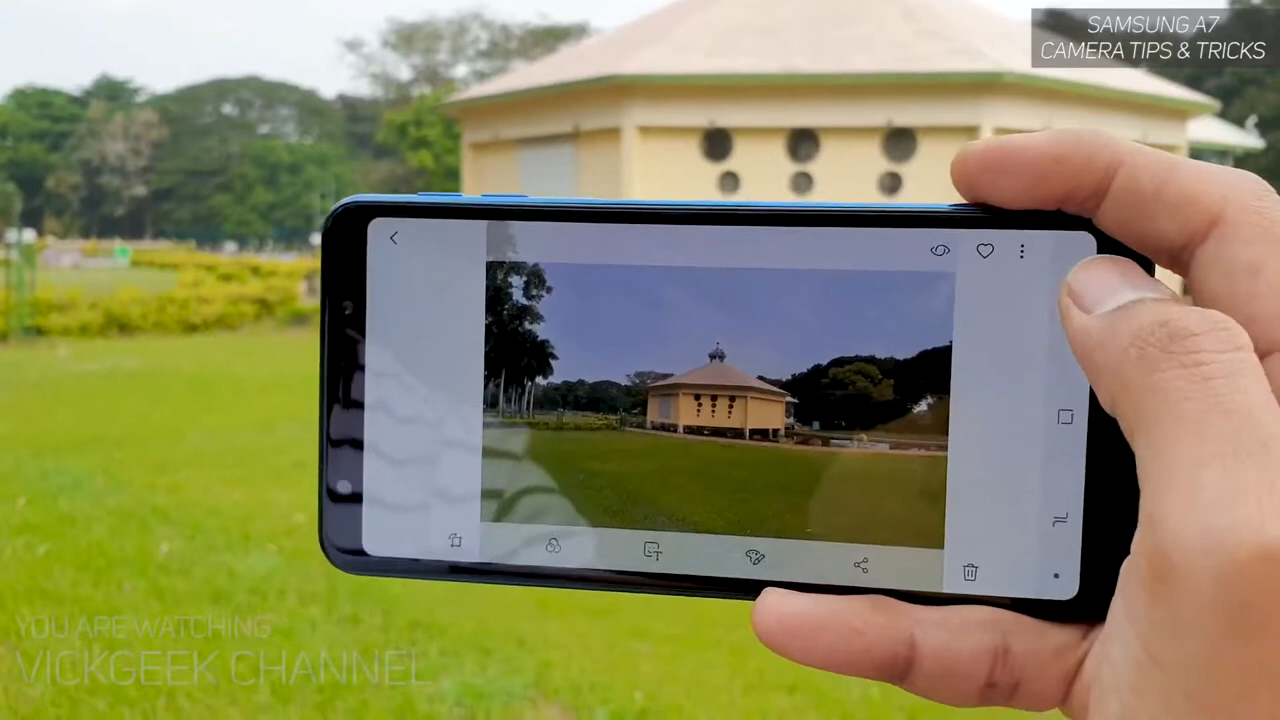 SAMSUNG A7
CAMERA TIPS & TRICKS
YOU ARE WATCHING
VICKGEEK CHANNEL